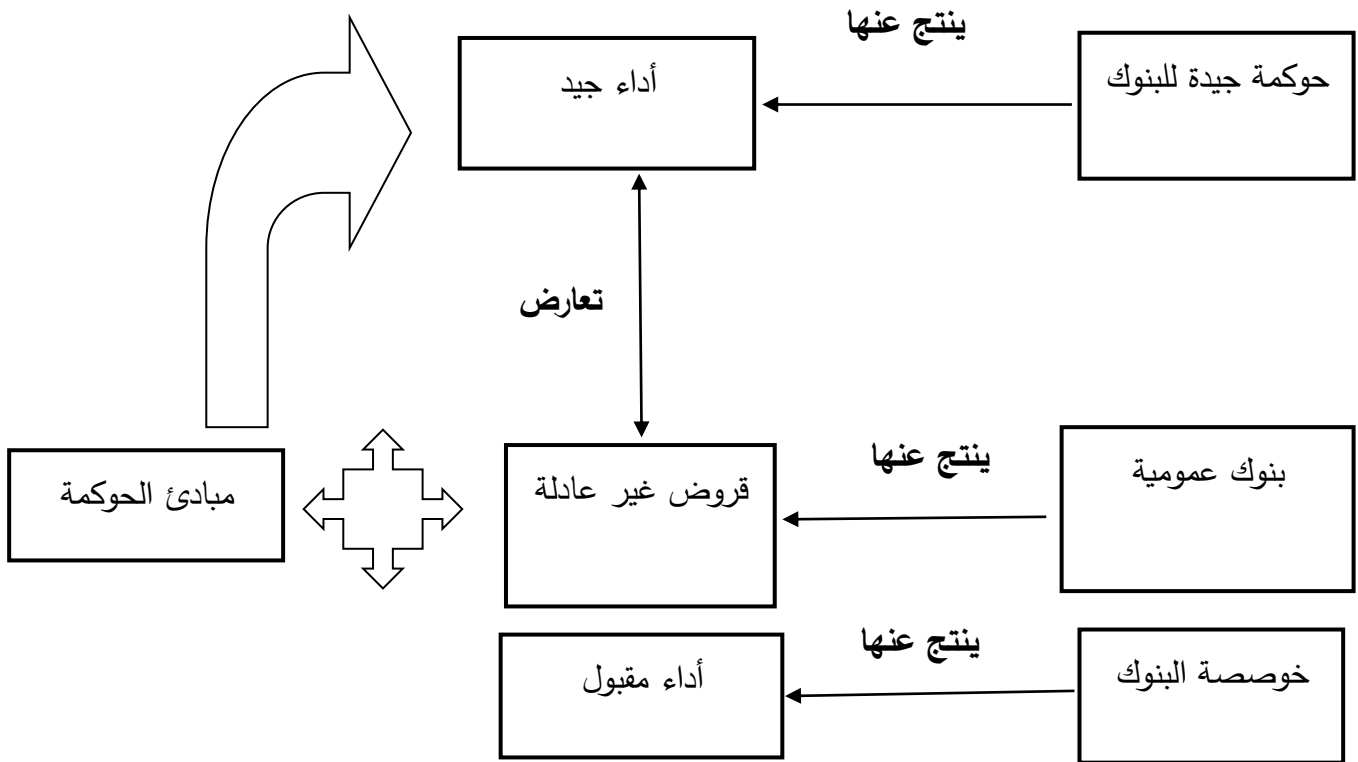 ينتج عنها
حوكمة جيدة للبنوك
أداء جيد
تعارض
ينتج عنها
بنوك عمومية
قروض غير عادلة
مبادئ الحوكمة
ينتج عنها
خوصصة البنوك
أداء مقبول